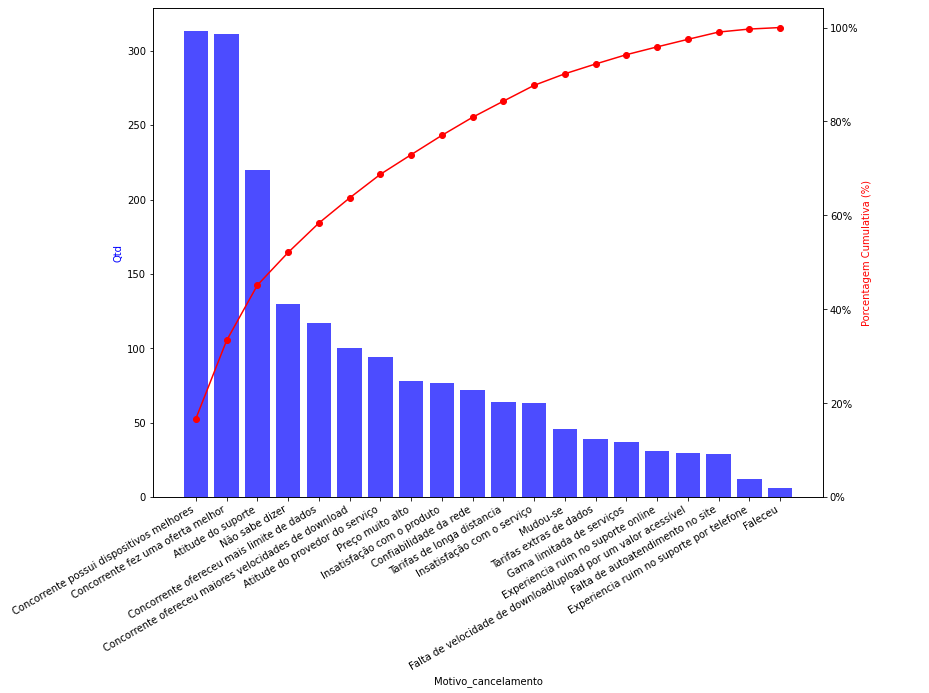 300
250
200
150
100
50
0
Qtd
100%
80%
60%
40%
20%
0%
Porcentagem Cumulativa (%)
Concorrente possui dispositivos melhores
Concorrente fez uma oferta melhor
Atitude do suporte
Não sabe dizer
Concorrente ofereceu mais limite de dados
Concorrente ofereceu maiores velocidades de download
Atitude do provedor do serviço
Preço muito alto
Insatisfação com o produto
Confiabilidade da rede
Tarifas de longa distancia
Insatisfação com o serviço
Mudou-se
Tarifas extras de dados
Gama limitada de serviços
Experiencia ruim no suporte online
Falta de velocidade de download/upload por um valor acessível
Falta de autoatendimento no site
Experiencia ruim no suporte por telefone
Faleceu
Motivo_cancelamento